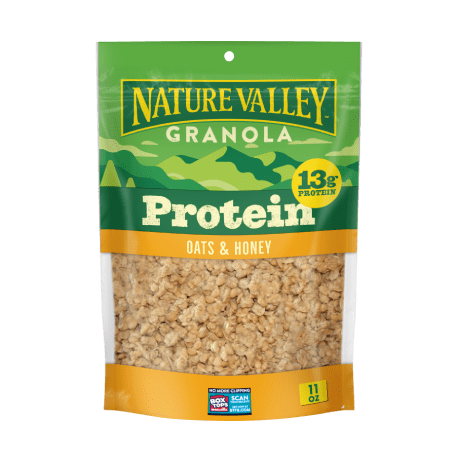 NATURE VALLEY
GRANOLA
13g
PROTEIN
Protein
OATS & HONEY
NO MORE CLIPPING
BOX
TOPS
SCAN
11
OZ